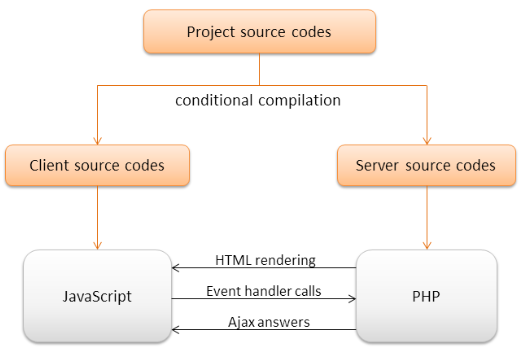 Project source codes
conditional compilation
Client source codes
Server source codes
HTML rendering
JavaScript
Event handler calls
PHP
Ajax answers